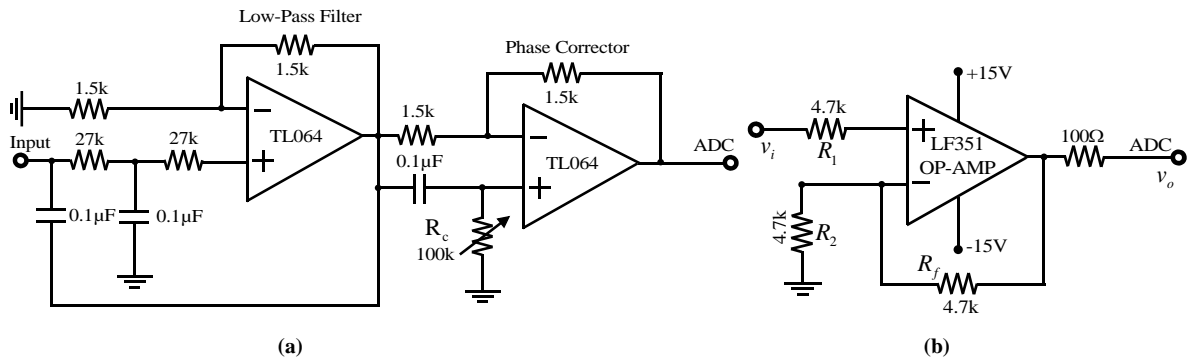 Low-Pass Filter
1.5k
1.5k
TL064
Input
27k
27k
0.1µF
0.1µF
Phase Corrector
1.5k
1.5k
TL064
0.1µF
R_c
100k
ADC
(a)
+15V
4.7k
R_1
v_i
LF351
OP-AMP
100Ω
ADC
v_o
4.7k
R_2
-15V
R_f
4.7k
(b)